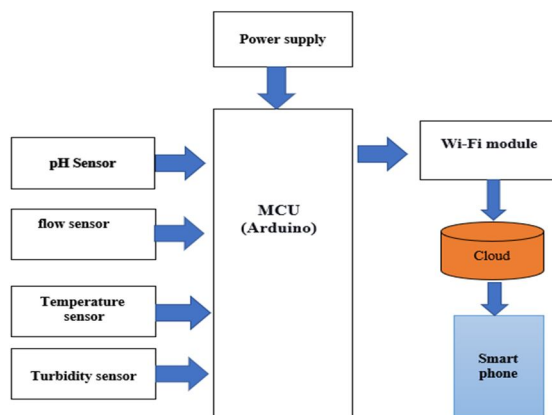 Power supply
pH Sensor
flow sensor
Temperature
sensor
Turbidity sensor
MCU
(Arduino)
Wi-Fi module
Cloud
Smart
phone